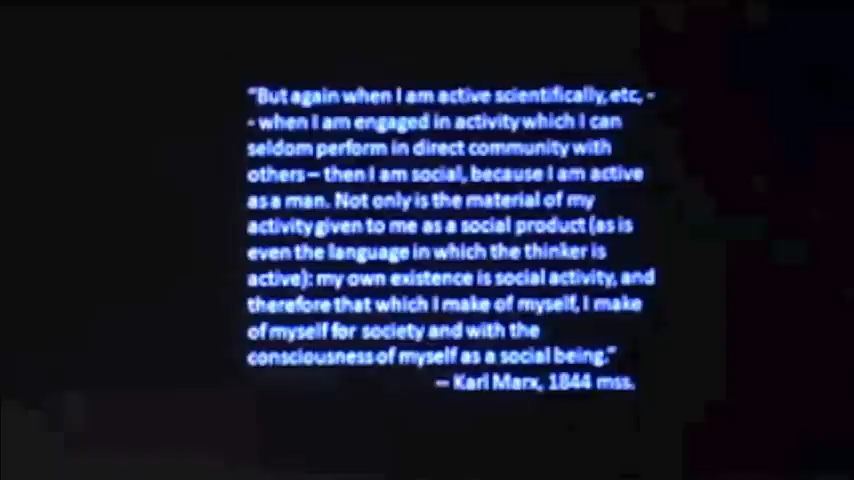 "But again when I am active scientifically, etc, -
- when I am engaged in activity which I can
seldom perform in direct community with
others – then I am social, because I am active
as a man. Not only is the material of my
activity given to me as a social product (as is
even the language in which the thinker is
active): my own existence is social activity, and
therefore that which I make of myself, I make
of myself for society and with the
consciousness of myself as a social being."
– Karl Marx, 1844 mss.